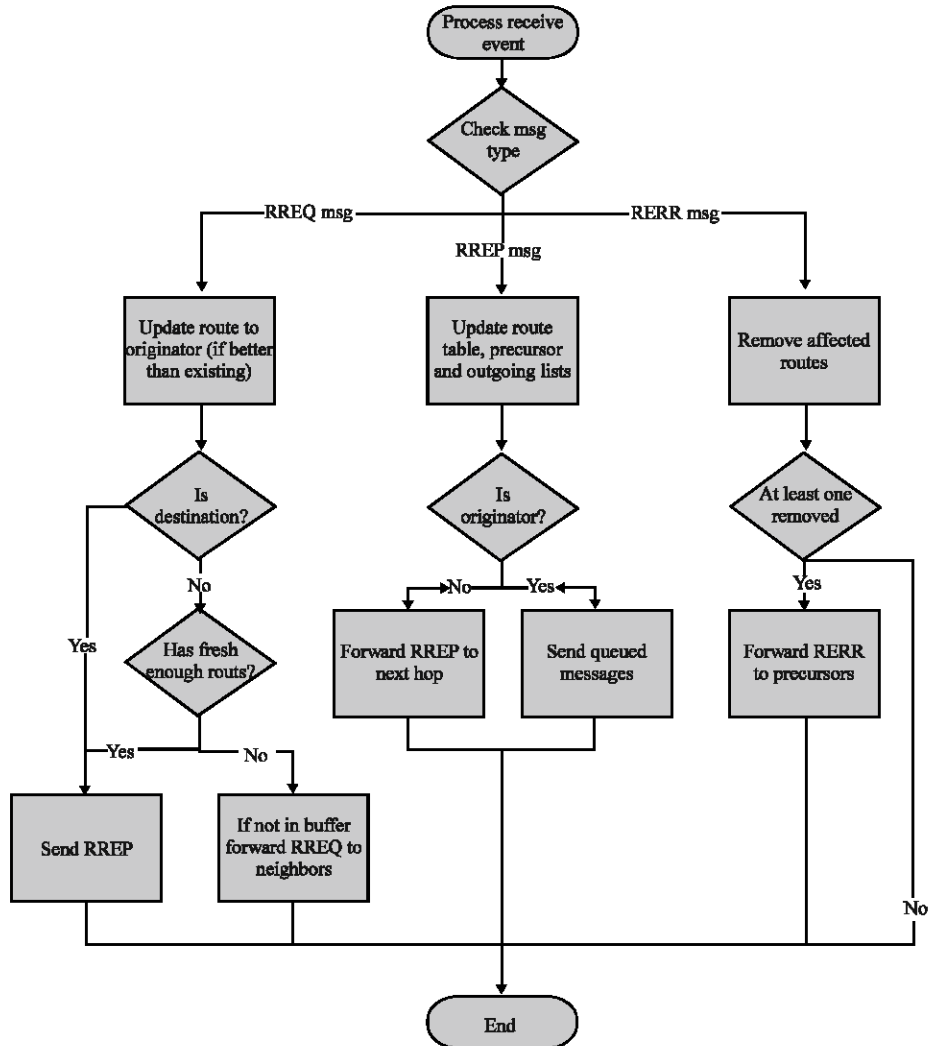 Process receive
event
Check msg
type
RREQ msg
RERR msg
RREP msg
Update route to
originator (if better
than existing)
Update route
table, precursor
and outgoing lists
Remove affected
routes
Is
destination?
Is
originator?
At least one
removed
No
No
Yes
Yes
Yes
Has fresh
enough routs?
Forward RREP to
next hop
Send queued
messages
Forward RERR
to precursors
Yes
No
Send RREP
If not in buffer
forward RREQ to
neighbors
No
End